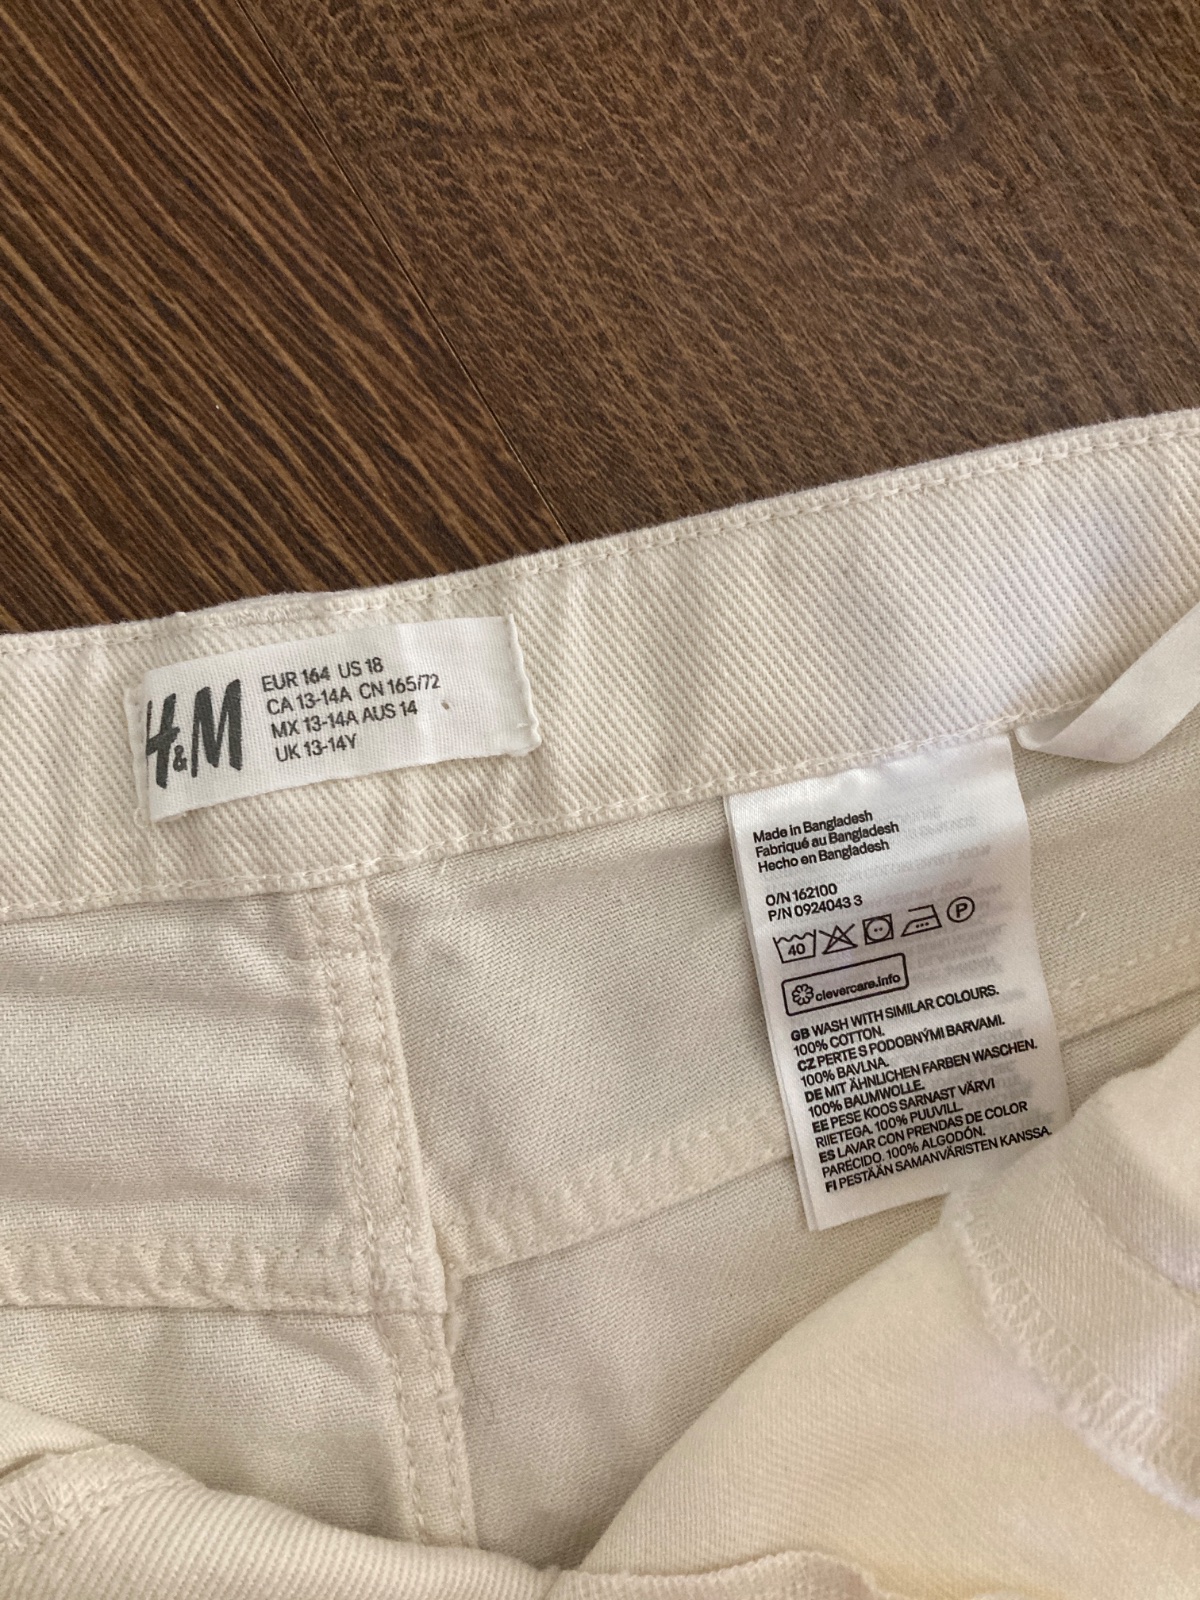 H&M
EUR 164 US 18
CA 13-14A CN 165/72
MX 13-14A AUS 14
UK 13-14Y
Made in Bangladesh
Fabriqué au Bangladesh
Hecho en Bangladesh
O/N 162100
P/N 0924043 3
40 P
clevercare.info
GB WASH WITH SIMILAR COLOURS.
100% COTTON.
CZ PERTE S PODOBNÝMI BARVAMI.
100% BAVLNA.
DE MIT ÄHNLICHEN FARBEN WASCHEN.
100% BAUMWOLLE.
EE PESE KOOS SARNAST VÄRVI
RIIETEGA. 100% PUUVILL.
ES LAVAR CON PRENDAS DE COLOR
PARECIDO. 100% ALGODÓN.
FI PESTÄÄN SAMANVÄRISTEN KANSSA.